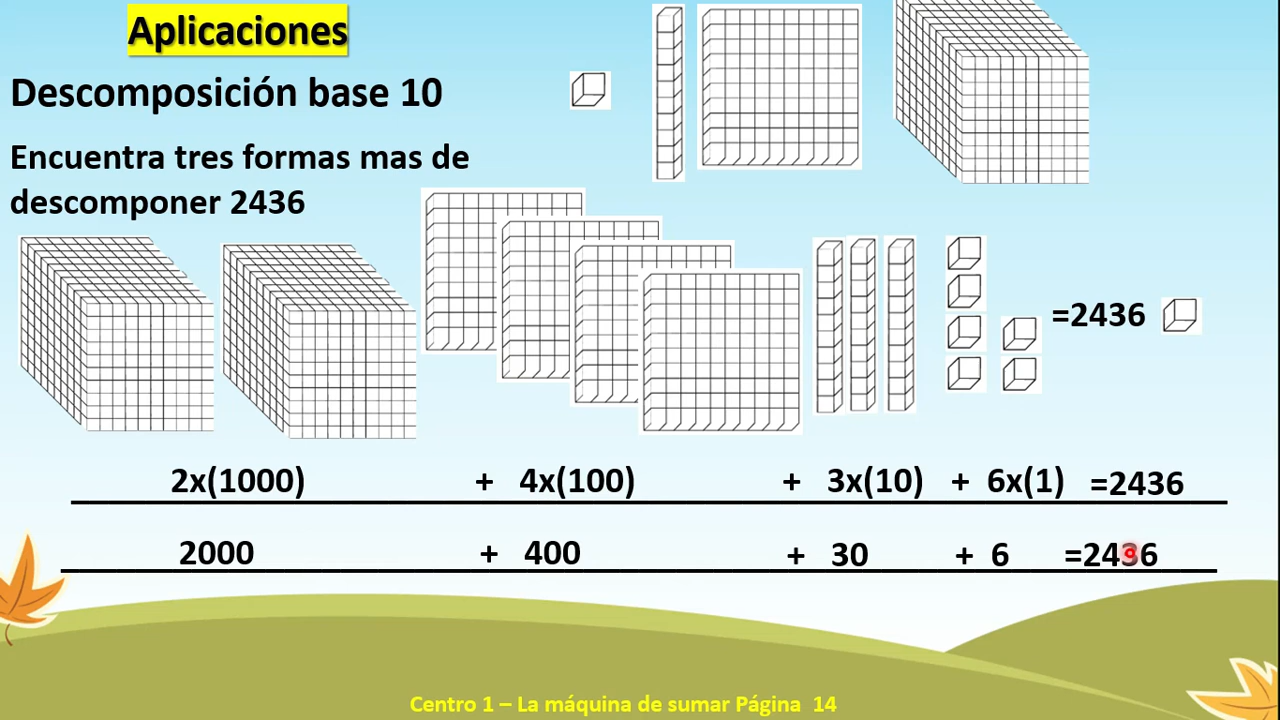 Aplicaciones
Descomposición base 10
Encuentra tres formas mas de
descomponer 2436
=2436
2x(1000) + 4x(100) + 3x(10) + 6x(1) =2436
2000 + 400 + 30 + 6 =2436
Centro 1 – La máquina de sumar Página 14